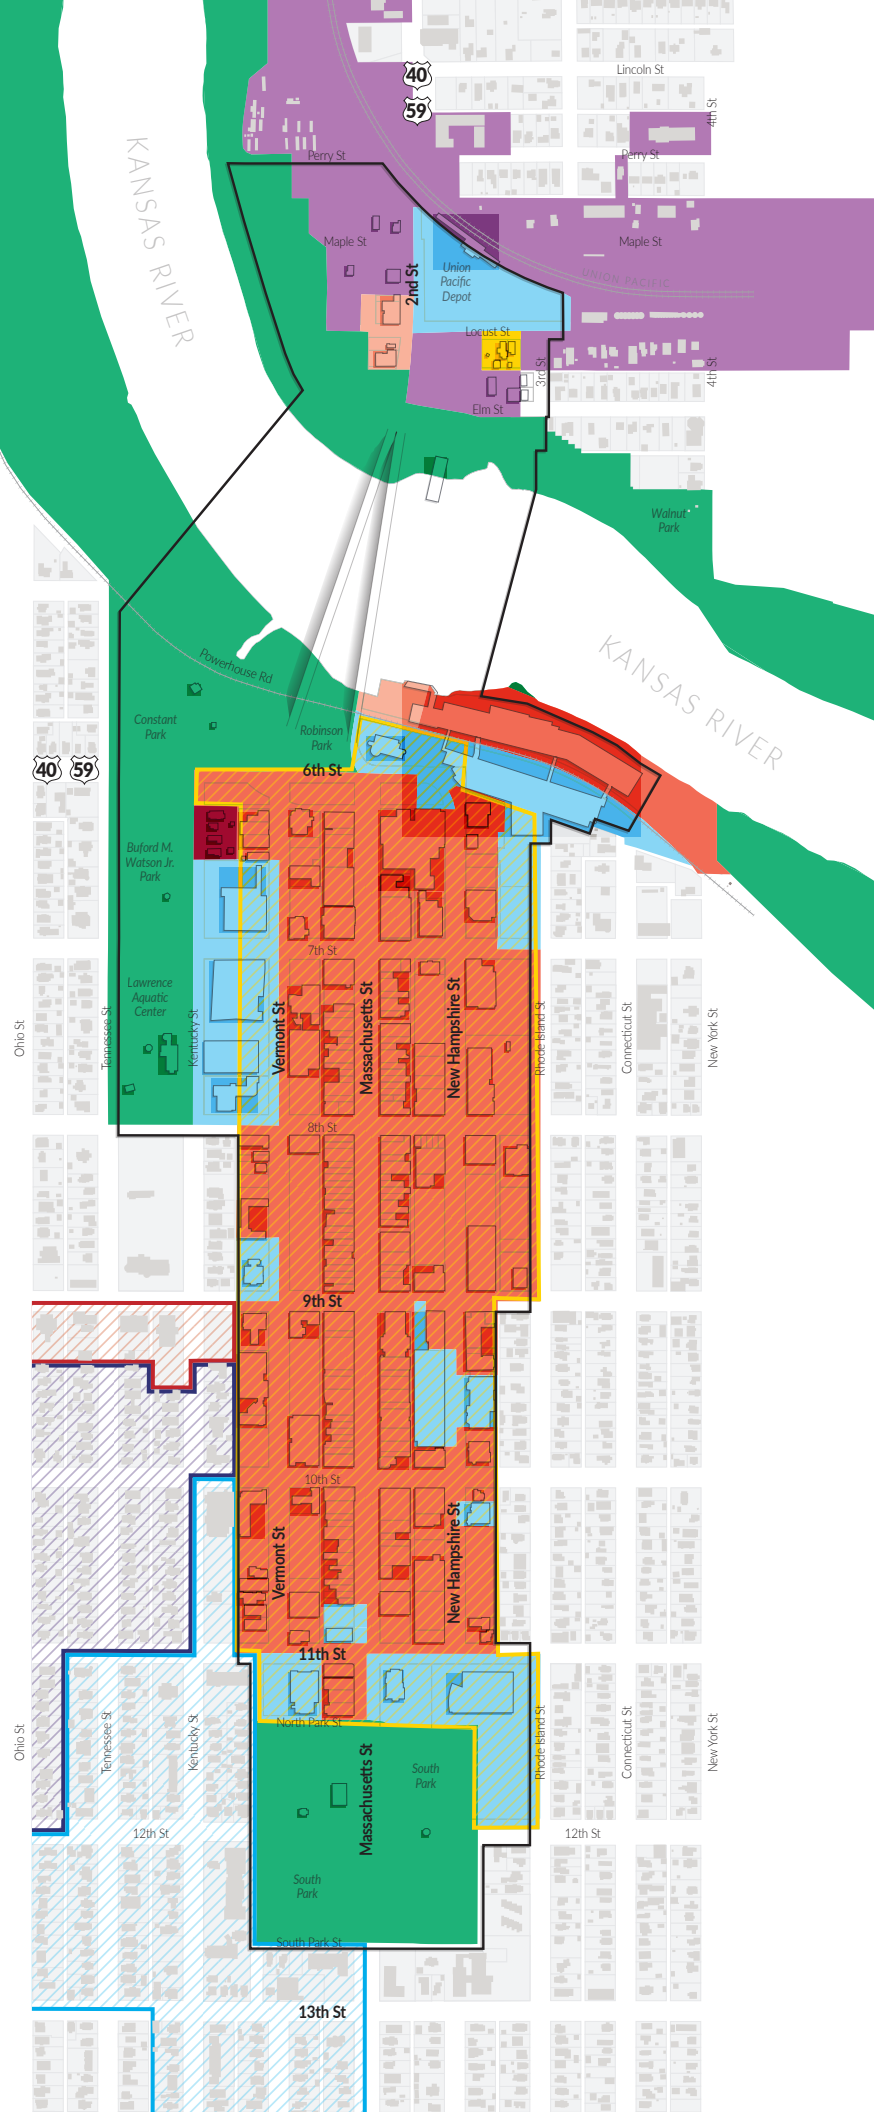 Lincoln St
40
59
4th St
KANSAS RIVER
Perry St
Perry St
Maple St
Maple St
2nd St
Union
Pacific
Depot
UNION PACIFIC
Locust St
3rd St
4th St
Elm St
Walnut
Park
KANSAS RIVER
Powerhouse Rd
Constant
Park
Robinson
Park
40
59
6th St
Buford M.
Watson Jr.
Park
7th St
Lawrence
Aquatic
Center
Ohio St
Tennessee St
Kentucky St
Vermont St
Massachusetts St
New Hampshire St
Rhode Island St
Connecticut St
New York St
8th St
9th St
10th St
Vermont St
New Hampshire St
11th St
North Park St
Ohio St
Tennessee St
Kentucky St
Massachusetts St
South
Park
Rhode Island St
Connecticut St
New York St
12th St
12th St
South
Park
South Park St
13th St